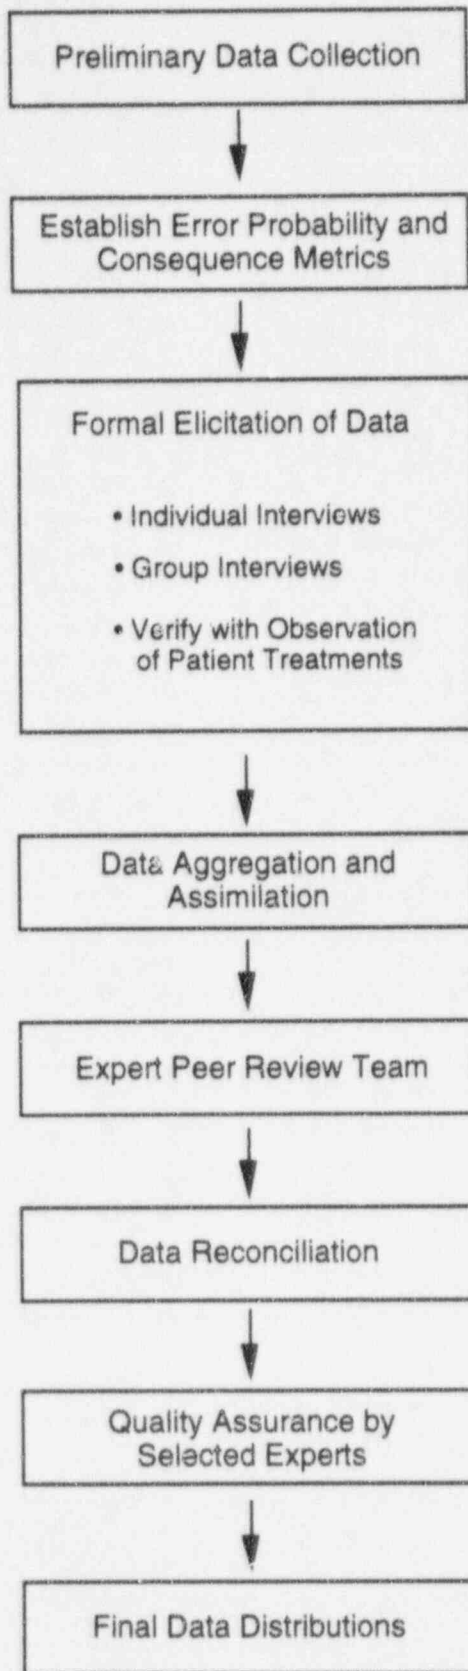 Preliminary Data Collection
Establish Error Probability and
Consequence Metrics
Formal Elicitation of Data
• Individual Interviews
• Group Interviews
• Verify with Observation
of Patient Treatments
Data Aggregation and
Assimilation
Expert Peer Review Team
Data Reconciliation
Quality Assurance by
Selected Experts
Final Data Distributions